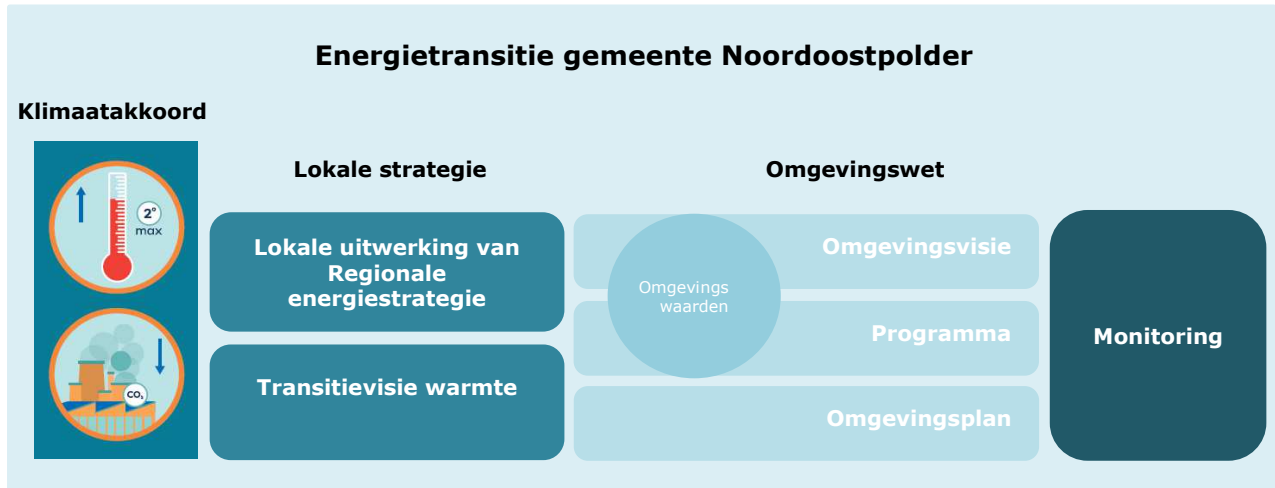 Energietransitie gemeente Noordoostpolder
Klimaatakkoord
2°
max
CO₂
Lokale strategie
Lokale uitwerking van
Regionale
energiestrategie
Transitievisie warmte
Omgevingswet
Omgevings
waarden
Omgevingsvisie
Programma
Omgevingsplan
Monitoring